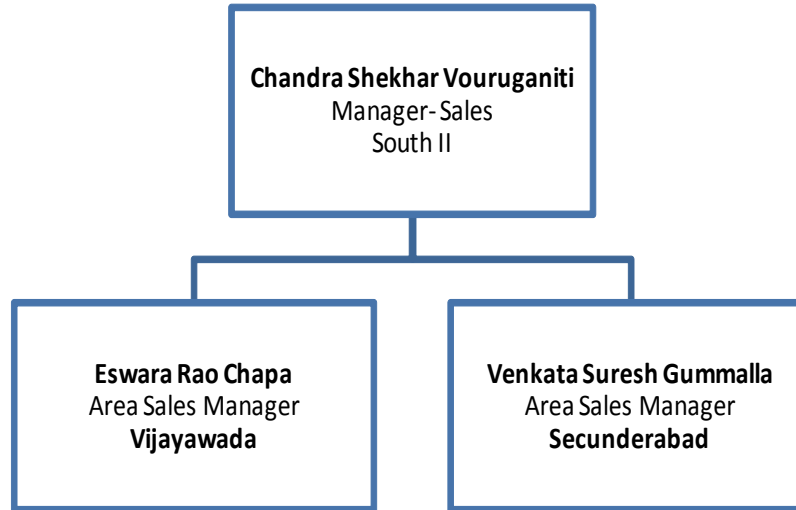 Chandra Shekhar Vouruganiti
Manager- Sales
South II
Eswara Rao Chapa
Area Sales Manager
Vijayawada
Venkata Suresh Gummalla
Area Sales Manager
Secunderabad